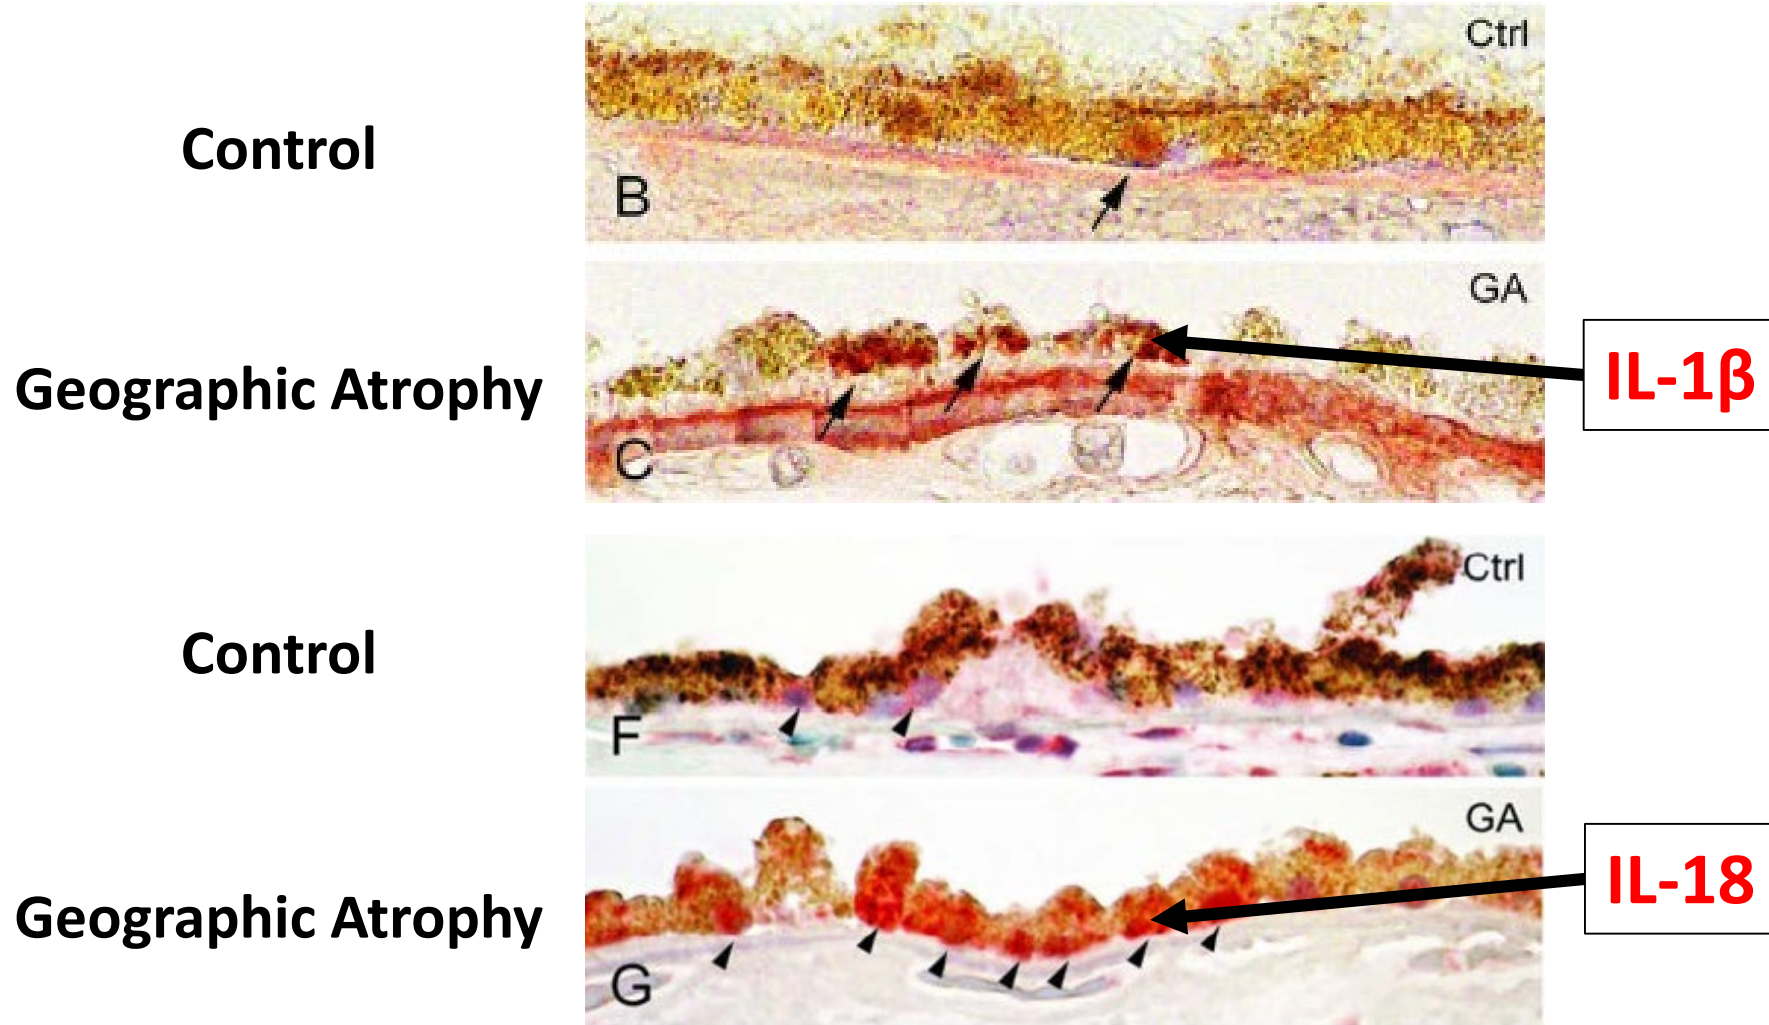 Control
Ctrl
B
Geographic Atrophy
GA
C
IL-1β
Control
Ctrl
F
Geographic Atrophy
GA
G
IL-18